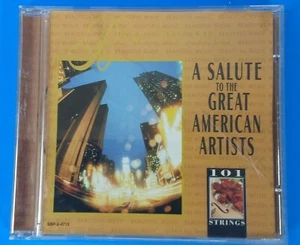 A SALUTE
TO THE
GREAT
AMERICAN
ARTISTS
101
STRINGS